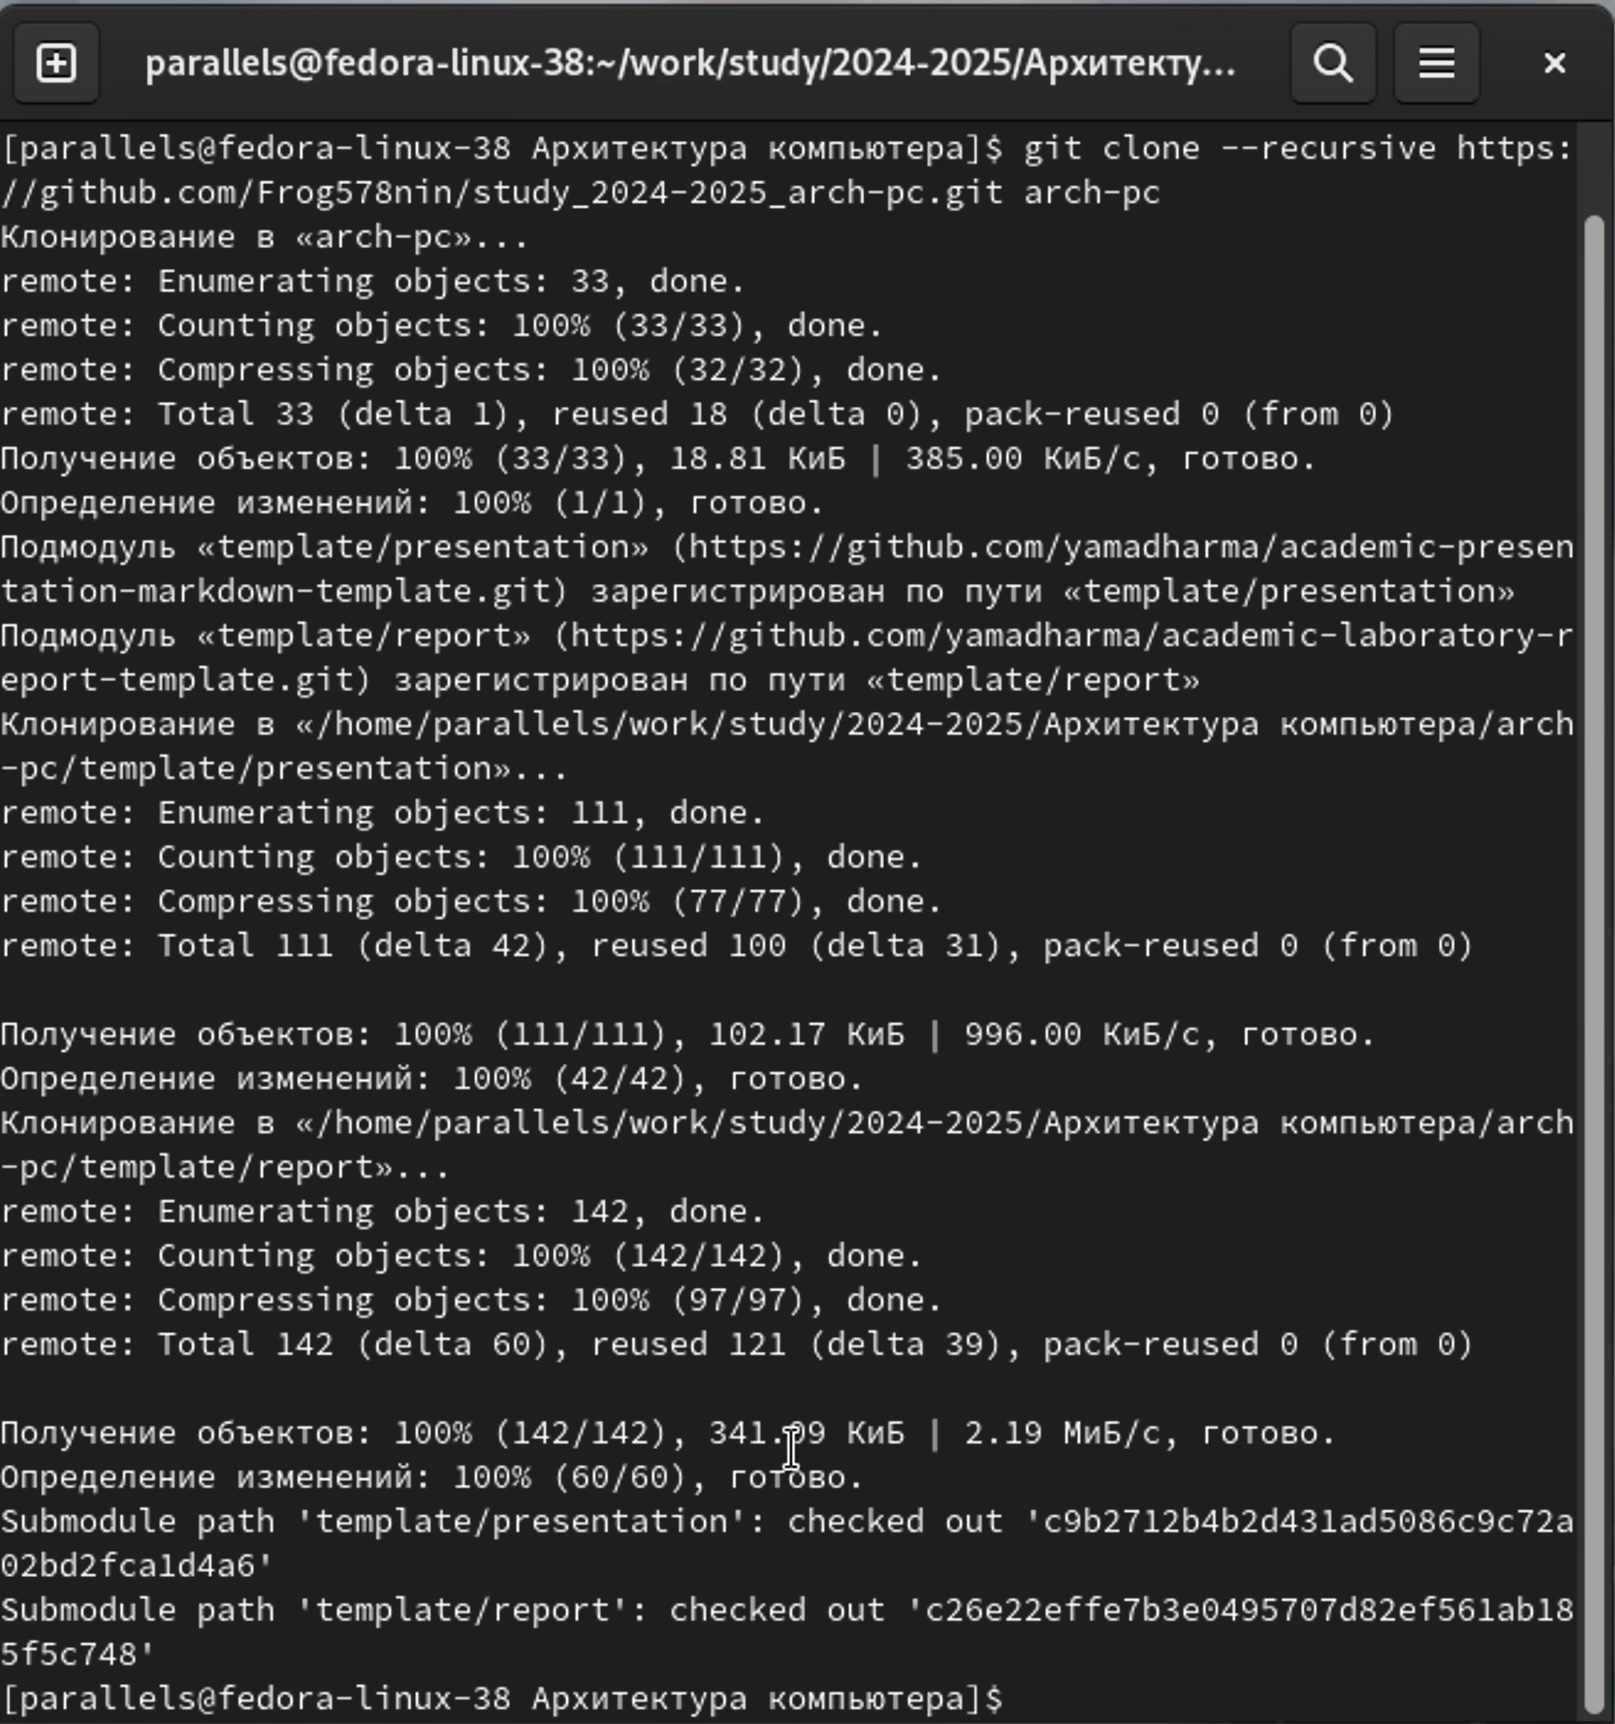 parallels@fedora-linux-38:~/work/study/2024-2025/Архитекту...
[parallels@fedora-linux-38 Архитектура компьютера]$ git clone --recursive https:
//github.com/Frog578nin/study_2024-2025_arch-pc.git arch-pc
Клонирование в «arch-pc»...
remote: Enumerating objects: 33, done.
remote: Counting objects: 100% (33/33), done.
remote: Compressing objects: 100% (32/32), done.
remote: Total 33 (delta 1), reused 18 (delta 0), pack-reused 0 (from 0)
Получение объектов: 100% (33/33), 18.81 КиБ | 385.00 КиБ/с, готово.
Определение изменений: 100% (1/1), готово.
Подмодуль «template/presentation» (https://github.com/yamadharma/academic-presen
tation-markdown-template.git) зарегистрирован по пути «template/presentation»
Подмодуль «template/report» (https://github.com/yamadharma/academic-laboratory-r
eport-template.git) зарегистрирован по пути «template/report»
Клонирование в «/home/parallels/work/study/2024-2025/Архитектура компьютера/arch
-pc/template/presentation»...
remote: Enumerating objects: 111, done.
remote: Counting objects: 100% (111/111), done.
remote: Compressing objects: 100% (77/77), done.
remote: Total 111 (delta 42), reused 100 (delta 31), pack-reused 0 (from 0)
Получение объектов: 100% (111/111), 102.17 КиБ | 996.00 КиБ/с, готово.
Определение изменений: 100% (42/42), готово.
Клонирование в «/home/parallels/work/study/2024-2025/Архитектура компьютера/arch
-pc/template/report»...
remote: Enumerating objects: 142, done.
remote: Counting objects: 100% (142/142), done.
remote: Compressing objects: 100% (97/97), done.
remote: Total 142 (delta 60), reused 121 (delta 39), pack-reused 0 (from 0)
Получение объектов: 100% (142/142), КиБ | 2.19 МиБ/с, готово.
Определение изменений: 100% (60/60), готово.
Submodule path 'template/presentation': checked out 'c9b2712b4b2d431ad5086c9c72a
02bd2fca1d4a6'
Submodule path 'template/report': checked out 'c26e22effe7b3e0495707d82ef561ab18
5f5c748'
[parallels@fedora-linux-38 Архитектура компьютера]$